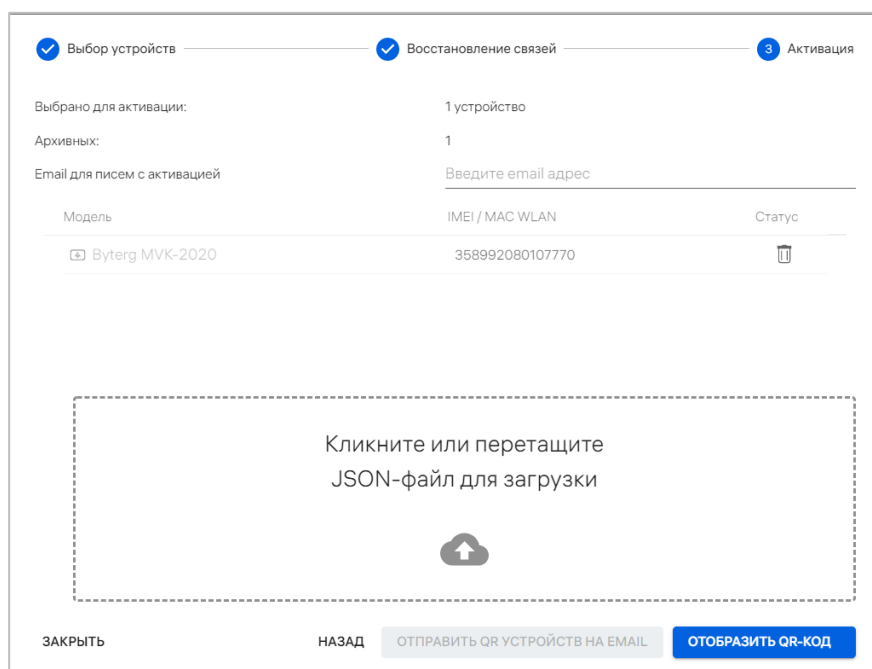 Выбор устройств
Восстановление связей
3 Активация
Выбрано для активации: 1 устройство
Архивных: 1
Email для писем с активацией Введите email адрес
Модель IMEI / MAC WLAN Статус
Byterg MVK-2020 358992080107770
Кликните или перетащите
JSON-файл для загрузки
ЗАКРЫТЬ НАЗАД ОТПРАВИТЬ QR УСТРОЙСТВ НА EMAIL ОТОБРАЗИТЬ QR-КОД